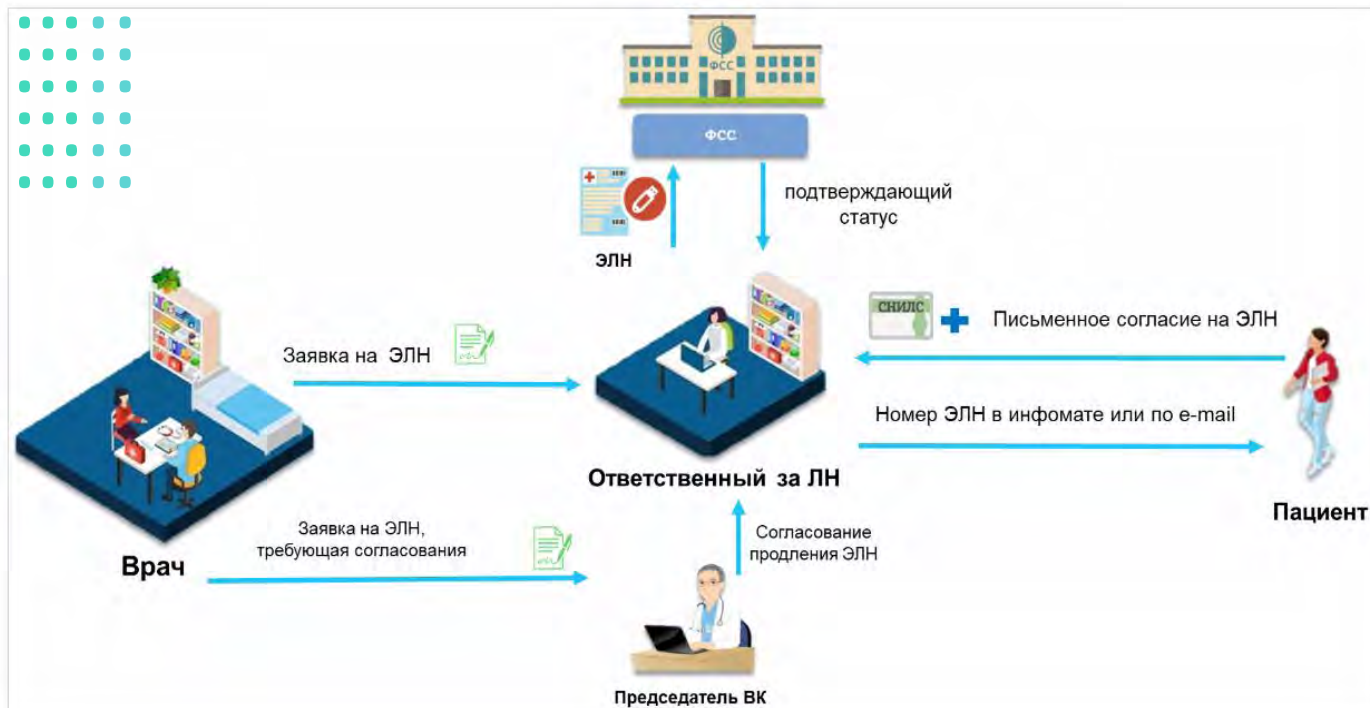 ФСС
ФСС
подтверждающий
статус
ЭЛН
СНИЛС
Письменное согласие на ЭЛН
Заявка на ЭЛН
Номер ЭЛН в инфомате или по e-mail
Ответственный за ЛН
Пациент
Заявка на ЭЛН,
требующая согласования
Согласование
продления ЭЛН
Врач
Председатель ВК